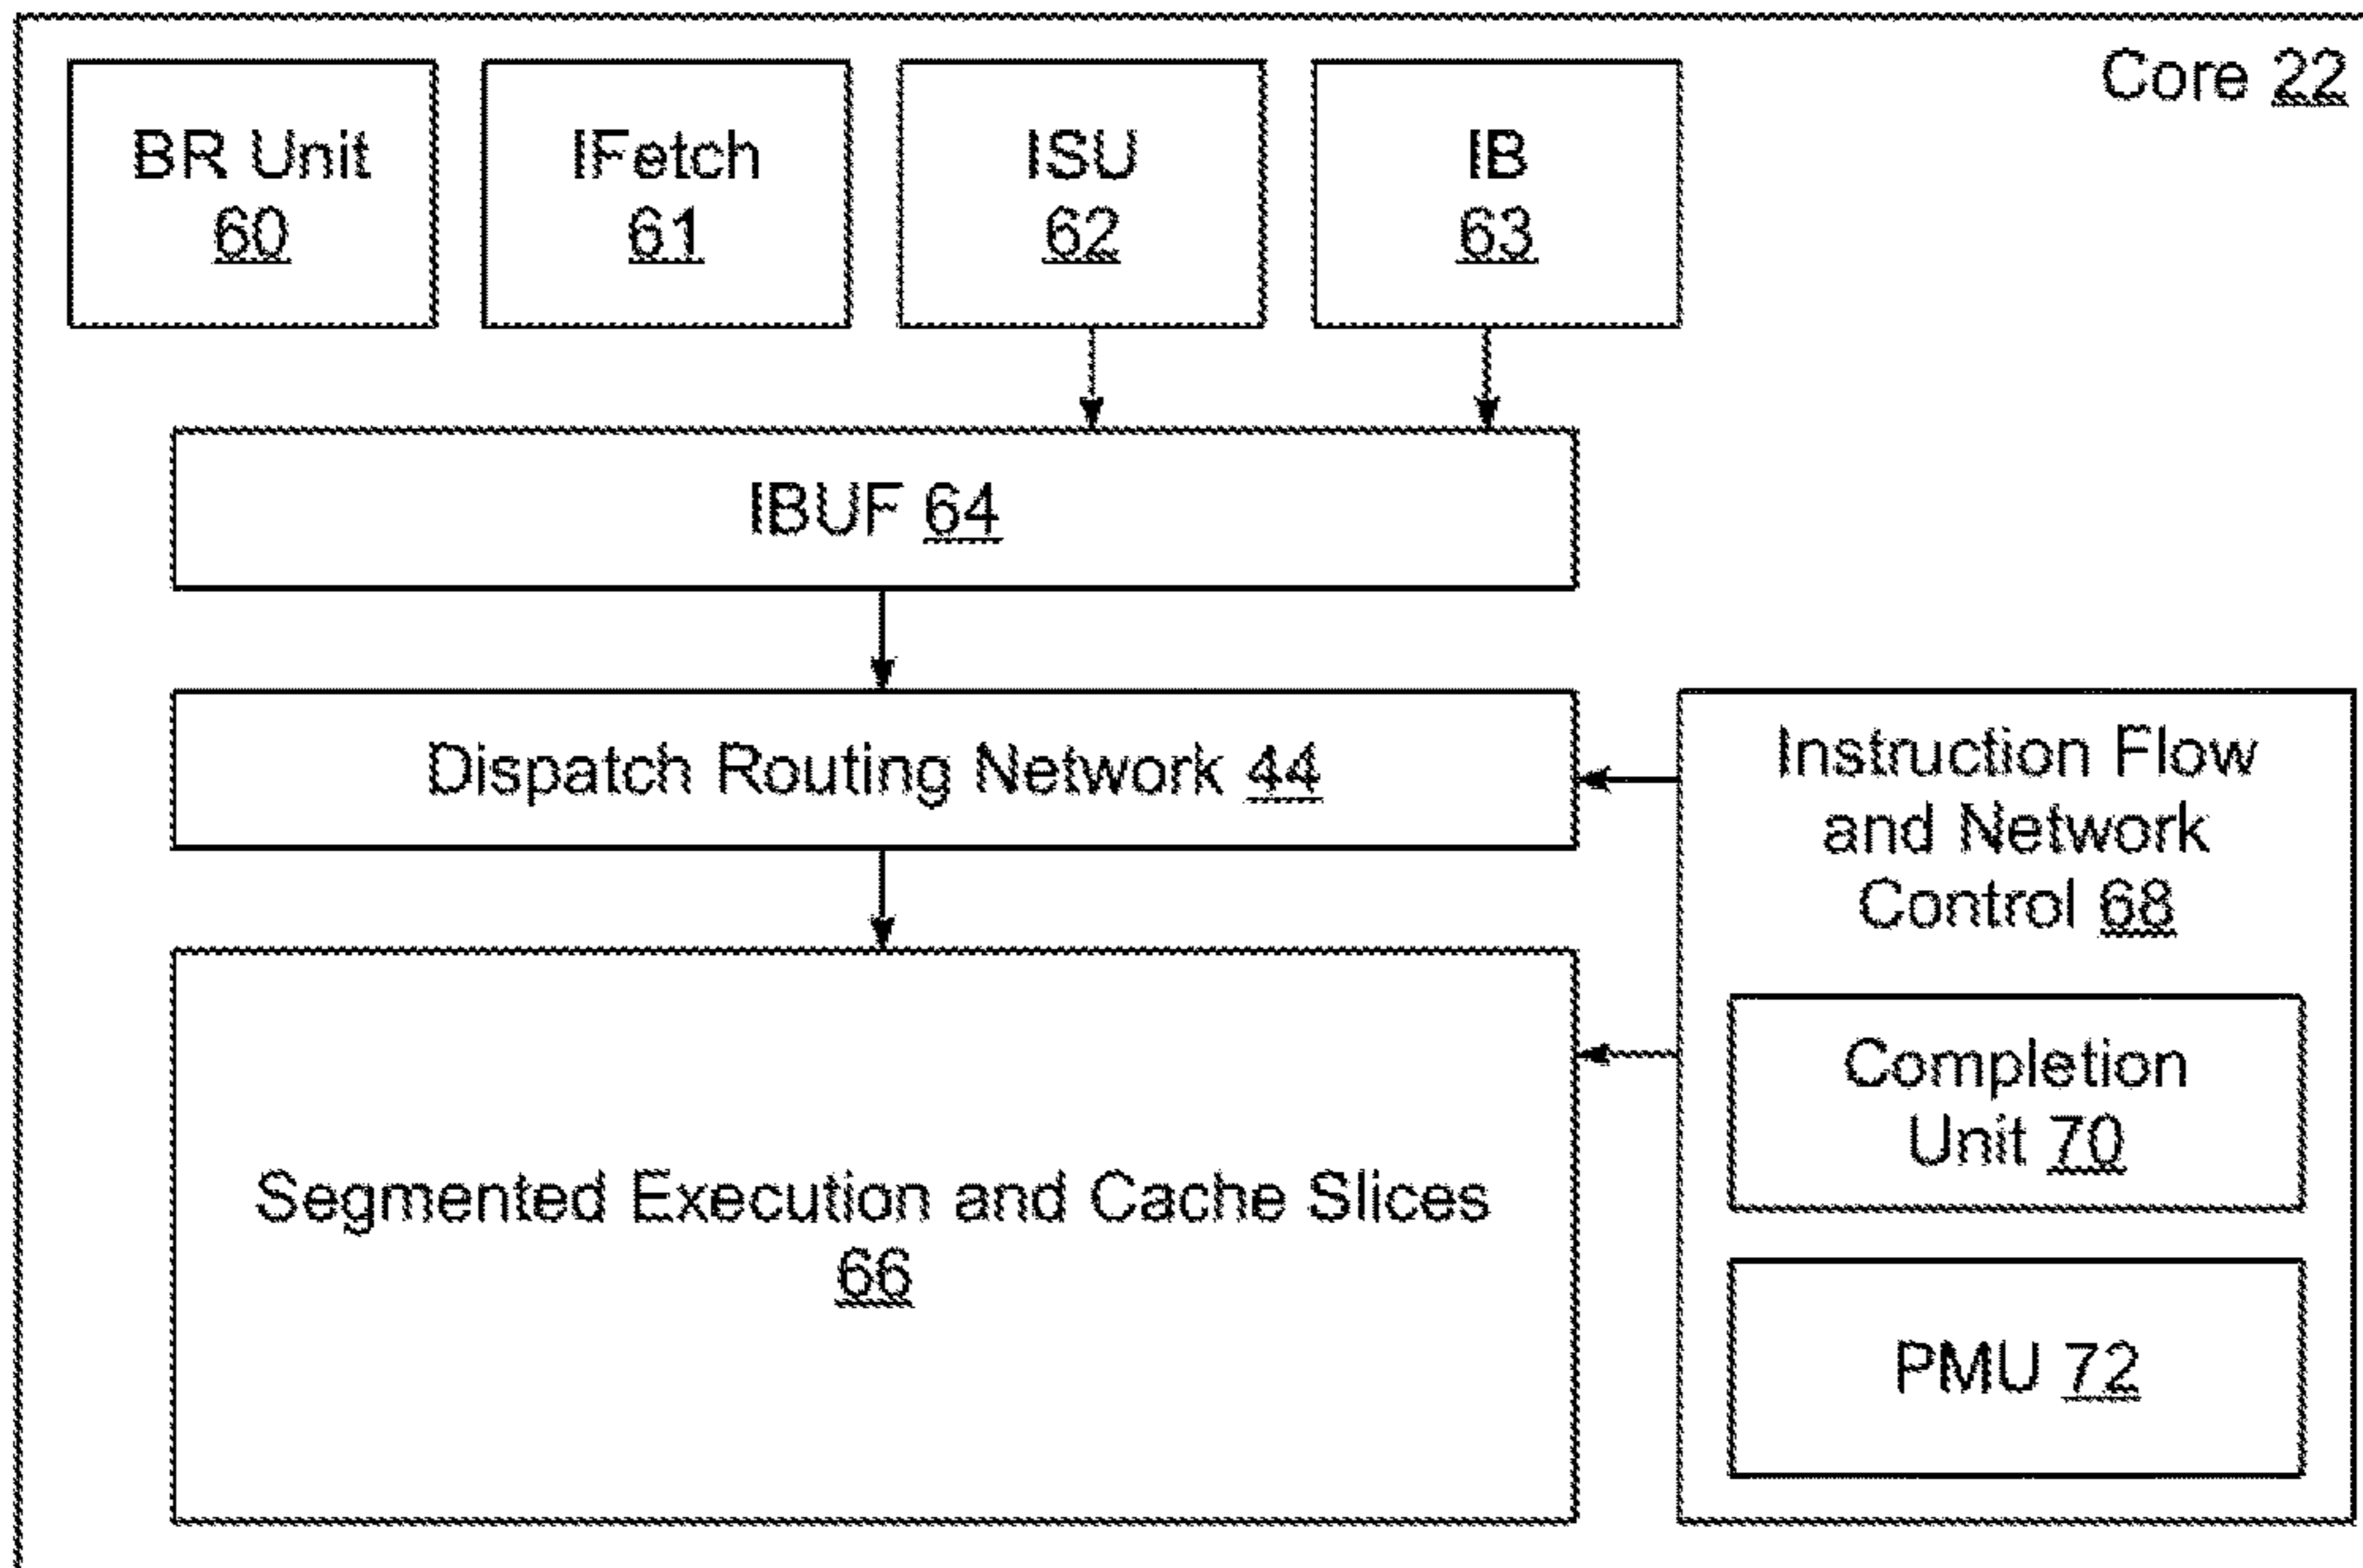 Core 22
BR Unit
60
IFetch
61
ISU
62
IB
63
IBUF 64
Dispatch Routing Network 44
Instruction Flow
and Network
Control 68
Completion
Unit 70
PMU 72
Segmented Execution and Cache Slices
66